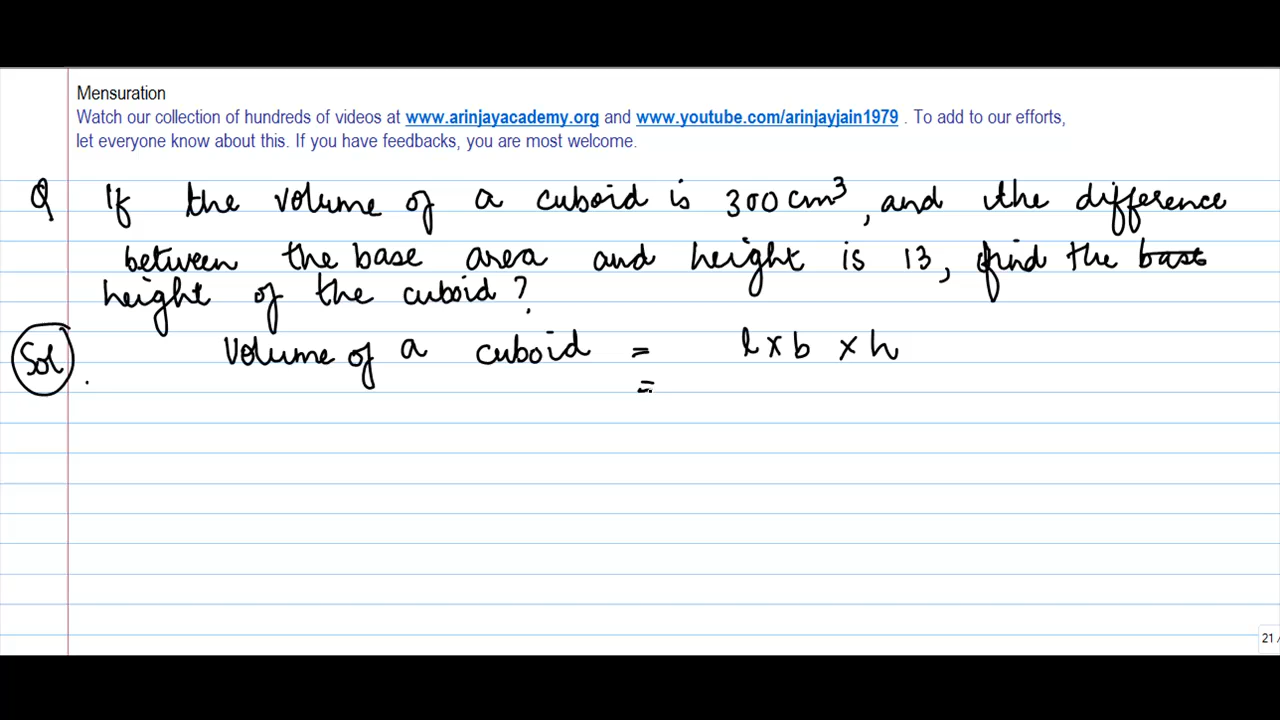 Mensuration
Watch our collection of hundreds of videos at www.arinjayacademy.org and www.youtube.com/arinjayjain1979 . To add to our efforts,
let everyone know about this. If you have feedbacks, you are most welcome.
Q If the volume of a cuboid is 300 cm³, and the difference
between the base area and height is 13, find the base
height of the cuboid?
Sol. Volume of a cuboid = l × b × h
=
21